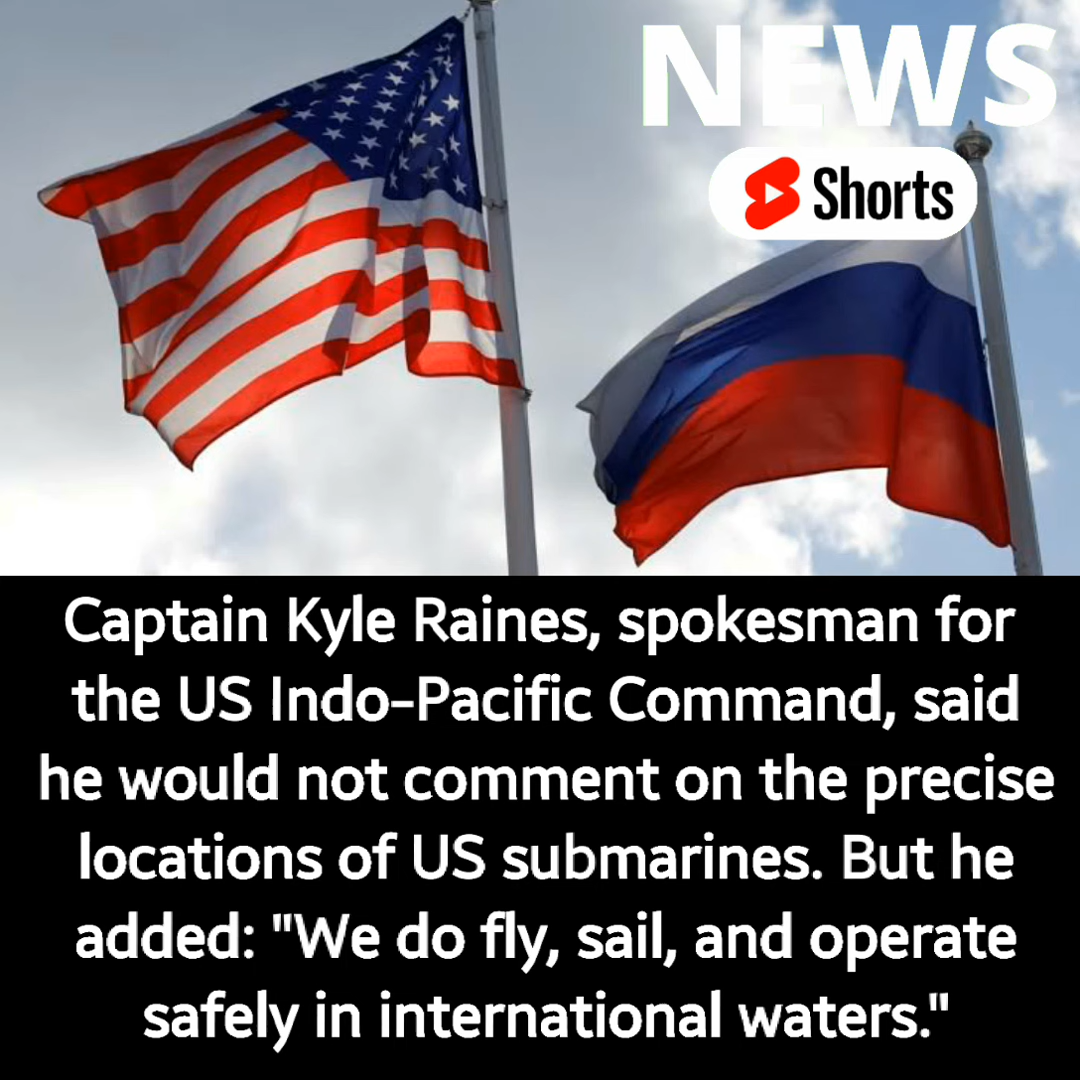 NEWS
Shorts
Captain Kyle Raines, spokesman for
the US Indo-Pacific Command, said
he would not comment on the precise
locations of US submarines. But he
added: "We do fly, sail, and operate
safely in international waters."